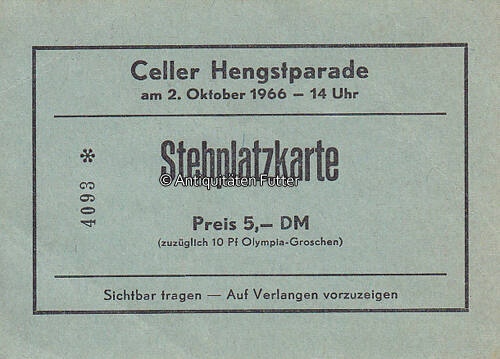 Celler Hengstparade
am 2. Oktober 1966 – 14 Uhr
4093 *
Stehplatzkarte
© Antiquitäten Futter
Preis 5,– DM
(zuzüglich 10 Pf Olympia-Groschen)
Sichtbar tragen — Auf Verlangen vorzuzeigen